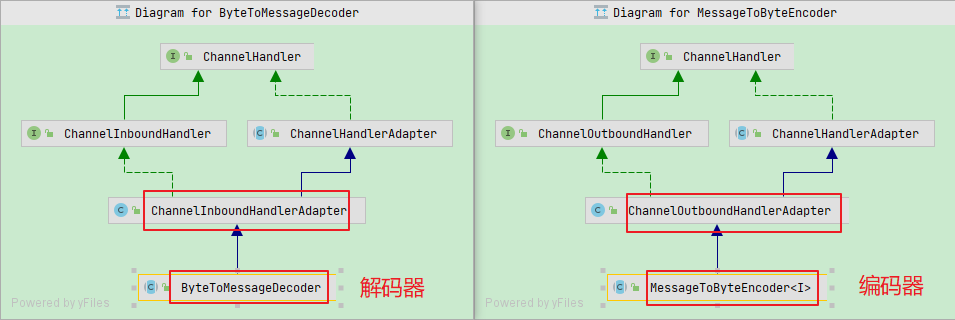 Diagram for ByteToMessageDecoder
I ChannelHandler
I ChannelInboundHandler
C ChannelHandlerAdapter
C ChannelInboundHandlerAdapter
C ByteToMessageDecoder
解码器
Powered by yFiles
Diagram for MessageToByteEncoder
I ChannelHandler
I ChannelOutboundHandler
C ChannelHandlerAdapter
C ChannelOutboundHandlerAdapter
C MessageToByteEncoder<I>
编码器
Powered by yFiles